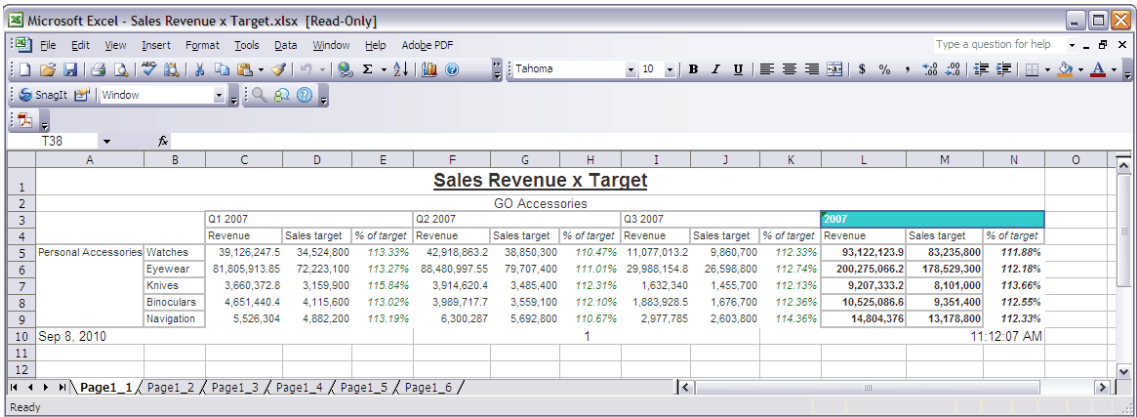 Microsoft Excel - Sales Revenue x Target.xlsx [Read-Only]
File Edit View Insert Format Tools Data Window Help Adobe PDF Type a question for help
Tahoma 10 B I U $ % ,
SnagIt Window
T38 fx
A B C D E F G H I J K L M N O
1 Sales Revenue x Target
2 GO Accessories
3 Q1 2007 Q2 2007 Q3 2007 2007
4 Revenue Sales target % of target Revenue Sales target % of target Revenue Sales target % of target Revenue Sales target % of target
5 Personal Accessories Watches 39,126,247.5 34,524,800 113.33% 42,918,863.2 38,850,300 110.47% 11,077,013.2 9,860,700 112.33% 93,122,123.9 83,235,800 111.88%
6 Eyewear 81,805,913.85 72,223,100 113.27% 88,480,997.55 79,707,400 111.01% 29,988,154.8 26,598,800 112.74% 200,275,066.2 178,529,300 112.18%
7 Knives 3,660,372.8 3,159,900 115.84% 3,914,620.4 3,485,400 112.31% 1,632,340 1,455,700 112.13% 9,207,333.2 8,101,000 113.66%
8 Binoculars 4,651,440.4 4,115,600 113.02% 3,989,717.7 3,559,100 112.10% 1,883,928.5 1,676,700 112.36% 10,525,086.6 9,351,400 112.55%
9 Navigation 5,526,304 4,882,200 113.19% 6,300,287 5,692,800 110.67% 2,977,785 2,603,800 114.36% 14,804,376 13,178,800 112.33%
10 Sep 8, 2010 1 11:12:07 AM
11
12
Page1_1 Page1_2 Page1_3 Page1_4 Page1_5 Page1_6
Ready